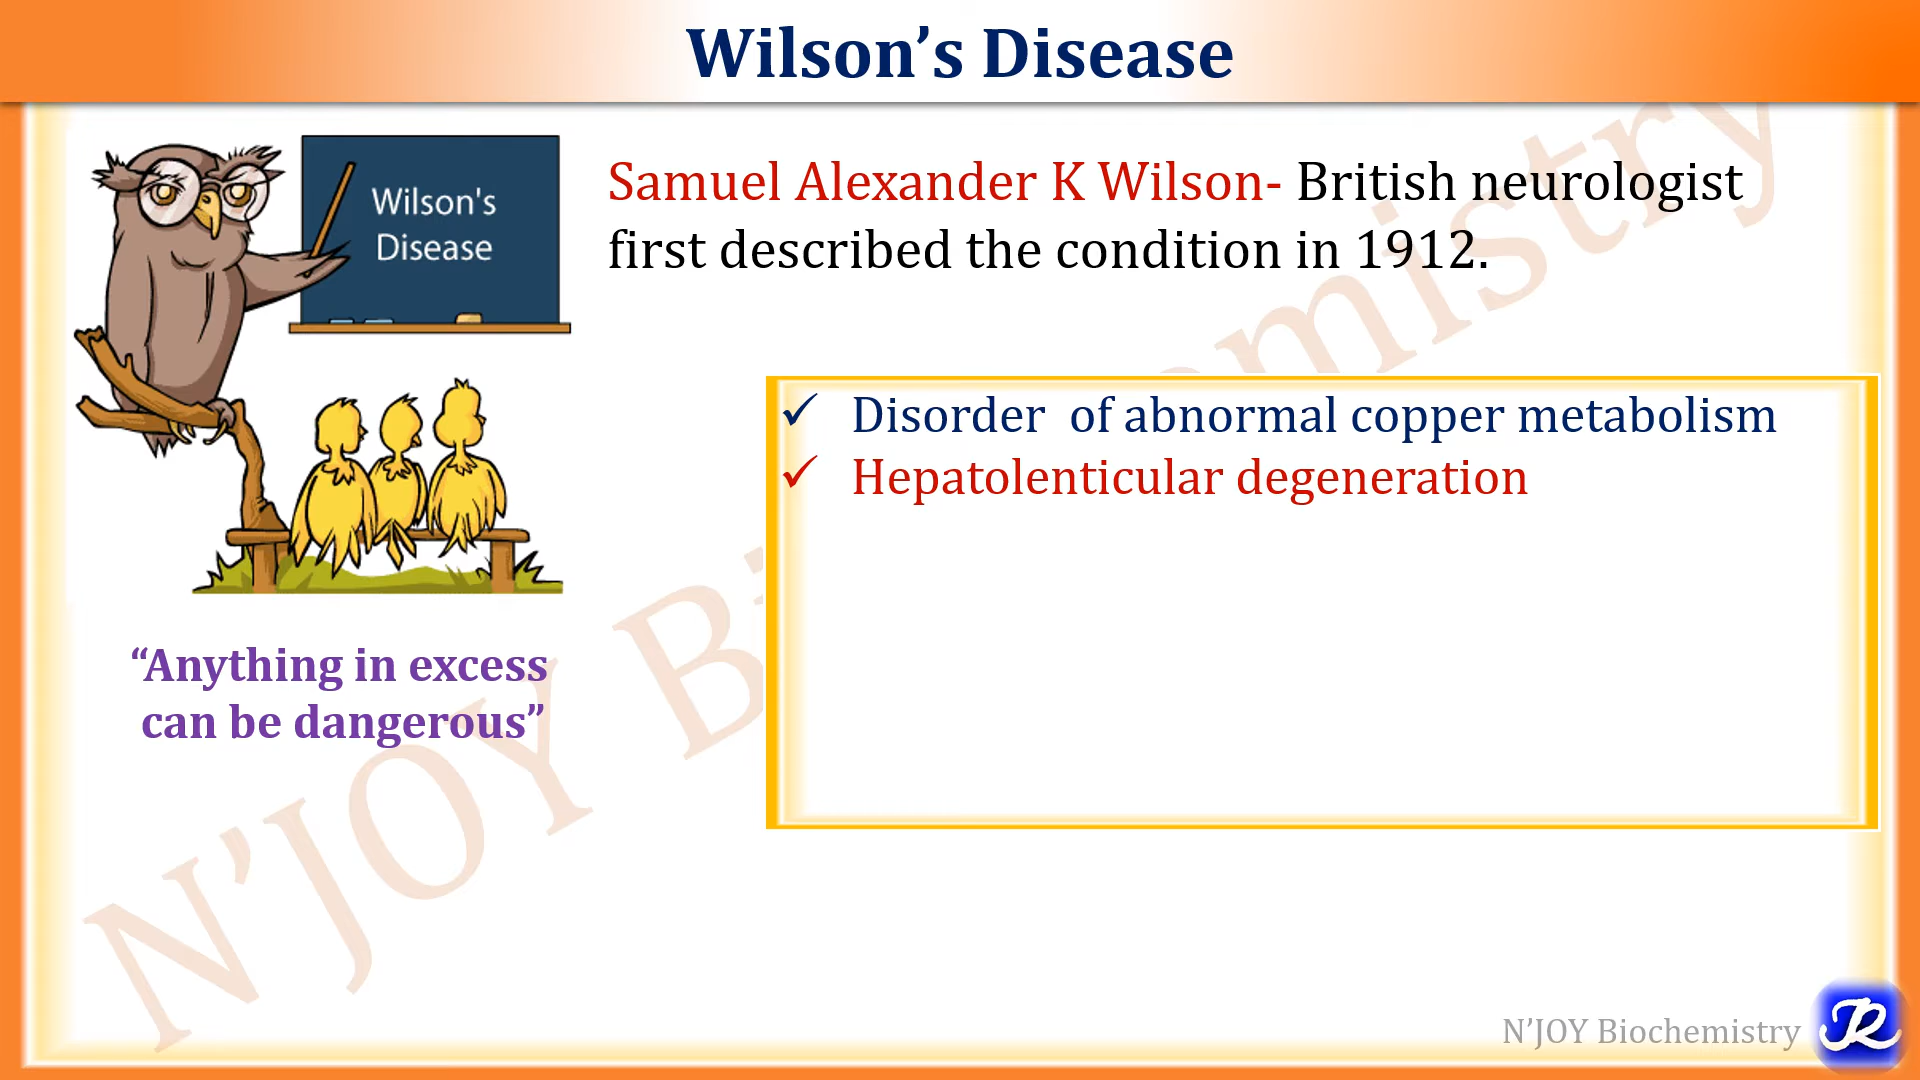 Wilson’s Disease
Wilson's
Disease
Samuel Alexander K Wilson- British neurologist
first described the condition in 1912.
✓ Disorder of abnormal copper metabolism
✓ Hepatolenticular degeneration
“Anything in excess
can be dangerous”
N’JOY Biochemistry
N’JOY Biochemistry